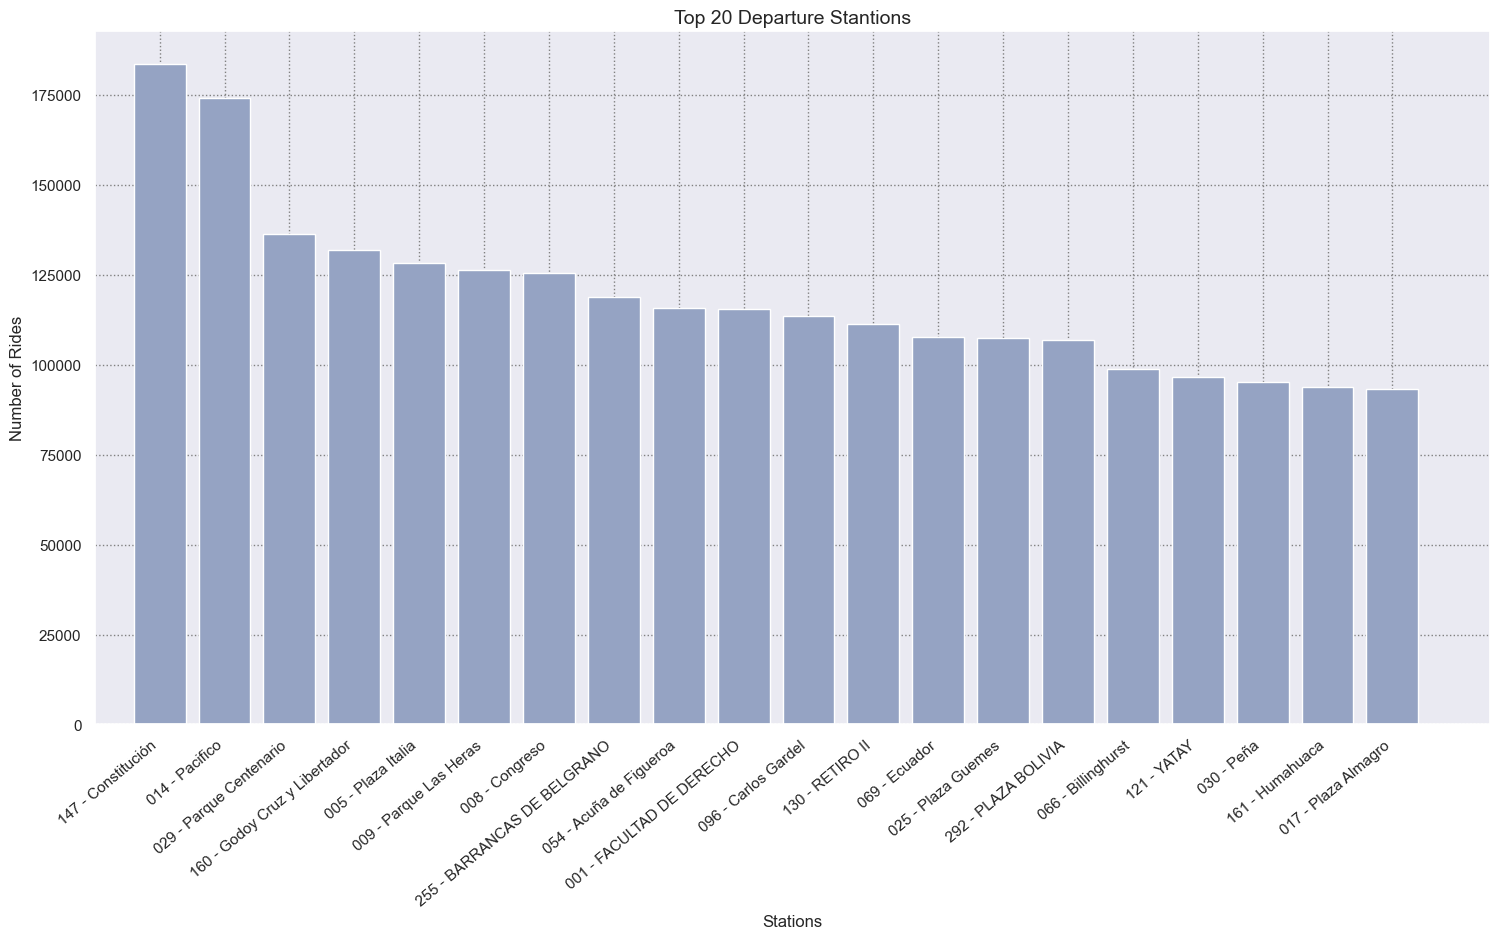 Top 20 Departure Stantions
Number of Rides
175000
150000
125000
100000
75000
50000
25000
0
147 - Constitución
014 - Pacifico
029 - Parque Centenario
160 - Godoy Cruz y Libertador
005 - Plaza Italia
009 - Parque Las Heras
008 - Congreso
255 - BARRANCAS DE BELGRANO
054 - Acuña de Figueroa
001 - FACULTAD DE DERECHO
096 - Carlos Gardel
130 - RETIRO II
069 - Ecuador
025 - Plaza Guemes
292 - PLAZA BOLIVIA
066 - Billinghurst
121 - YATAY
030 - Peña
161 - Humahuaca
017 - Plaza Almagro
Stations